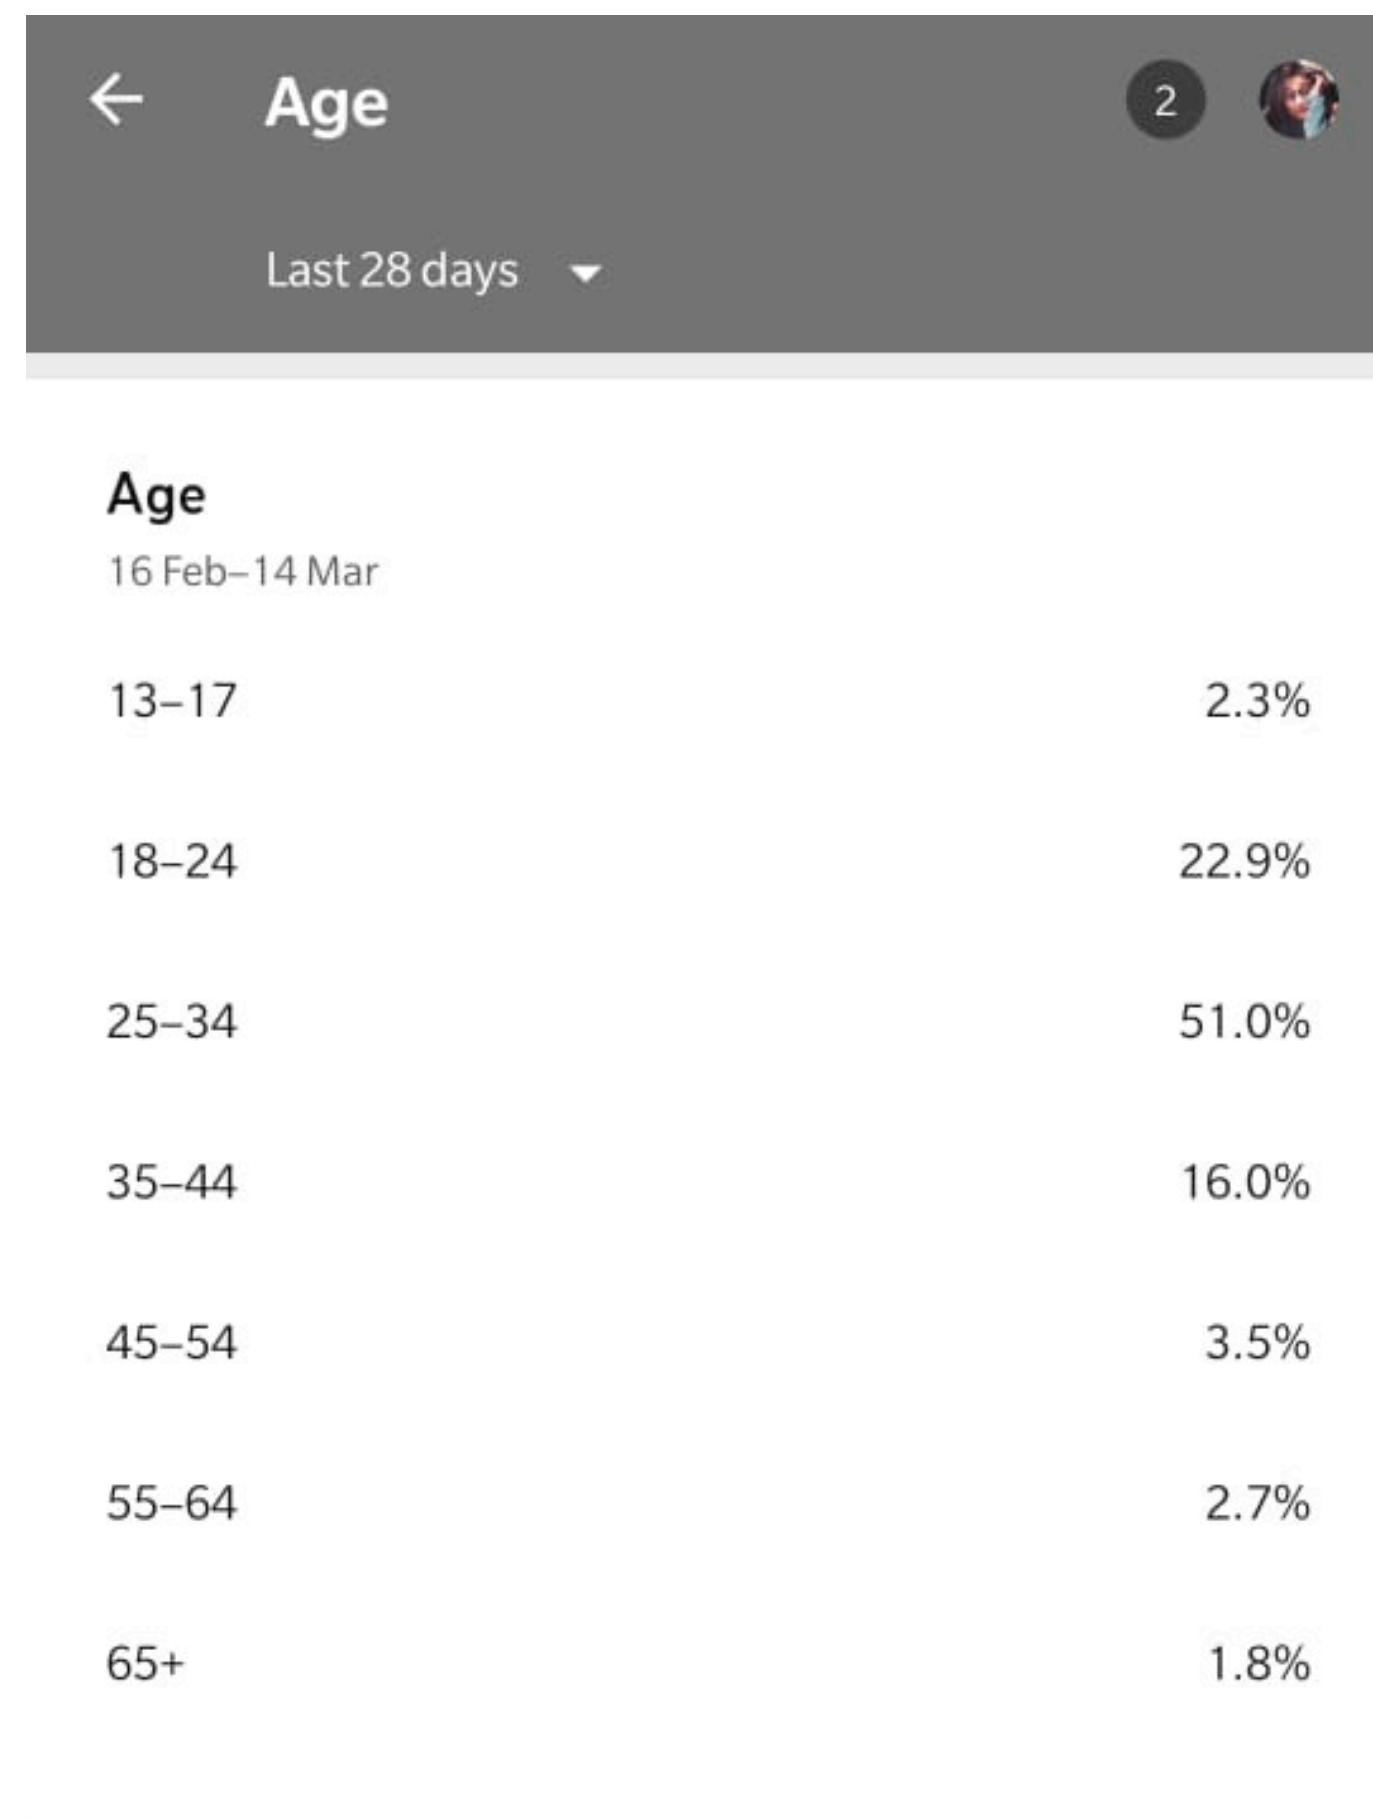 Age
2
Last 28 days
Age
16 Feb–14 Mar
13–17 2.3%
18–24 22.9%
25–34 51.0%
35–44 16.0%
45–54 3.5%
55–64 2.7%
65+ 1.8%